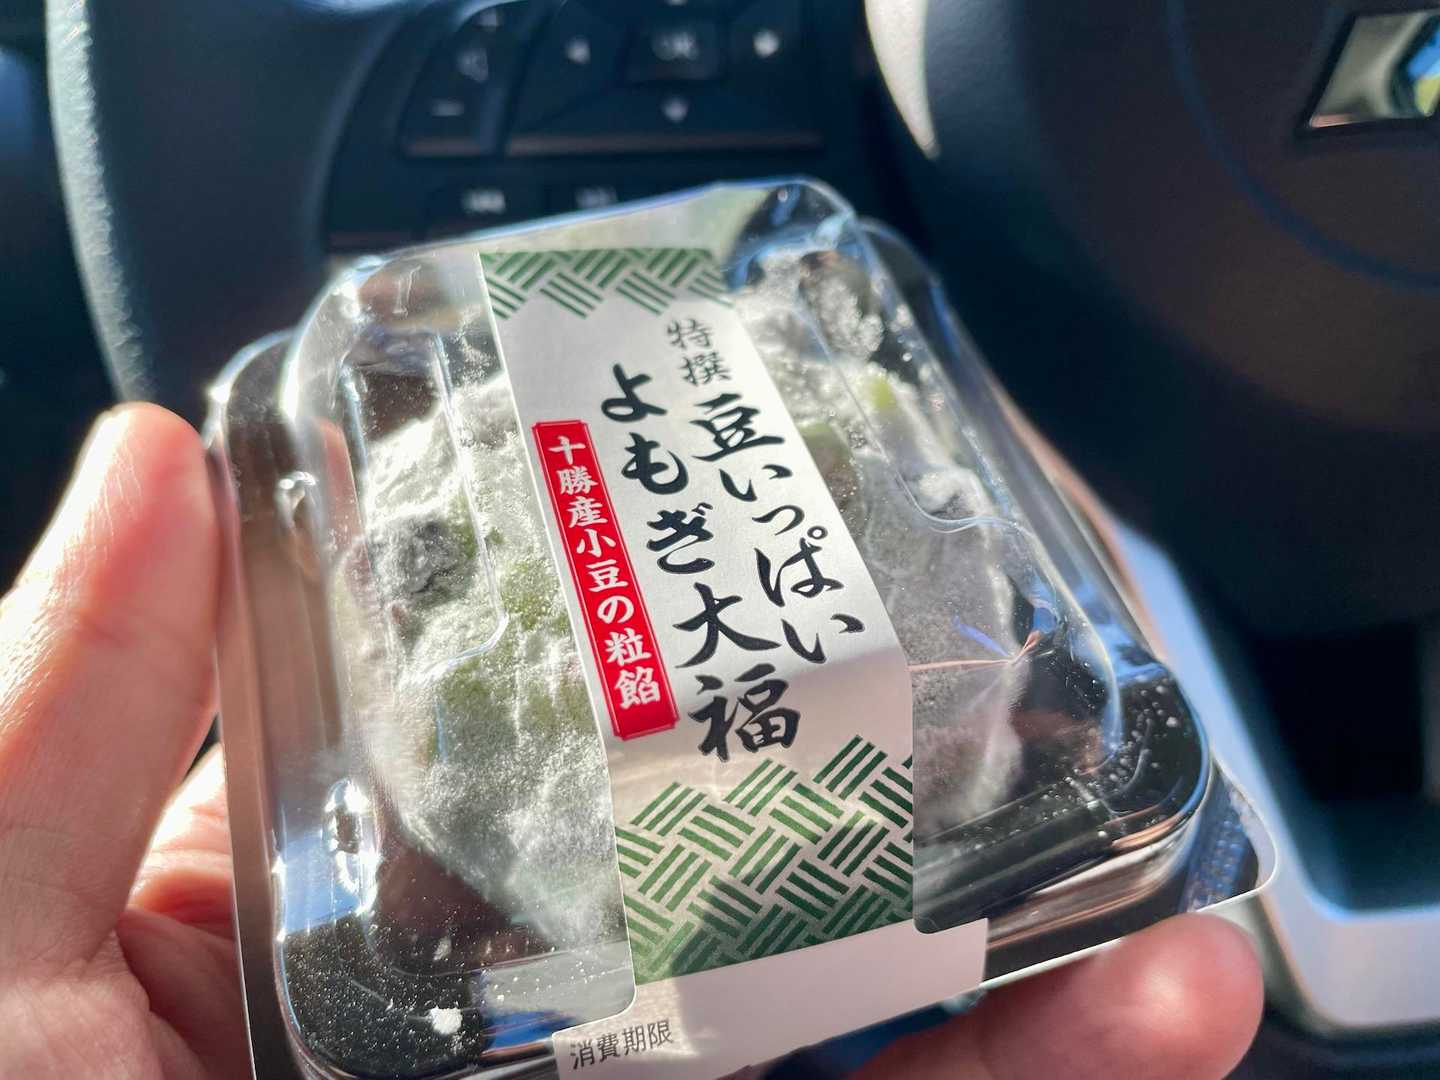 特撰
豆いっぱい
よもぎ大福
十勝産小豆の粒餡
消費期限
OK